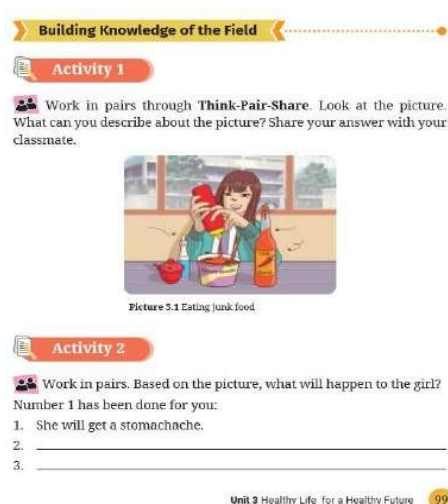 Building Knowledge of the Field
Activity 1
Work in pairs through Think-Pair-Share. Look at the picture.
What can you describe about the picture? Share your answer with your
classmate.
Picture 3.1 Eating junk food
Activity 2
Work in pairs. Based on the picture, what will happen to the girl?
Number 1 has been done for you:
1. She will get a stomachache.
2.
3.
Unit 3 Healthy Life for a Healthy Future